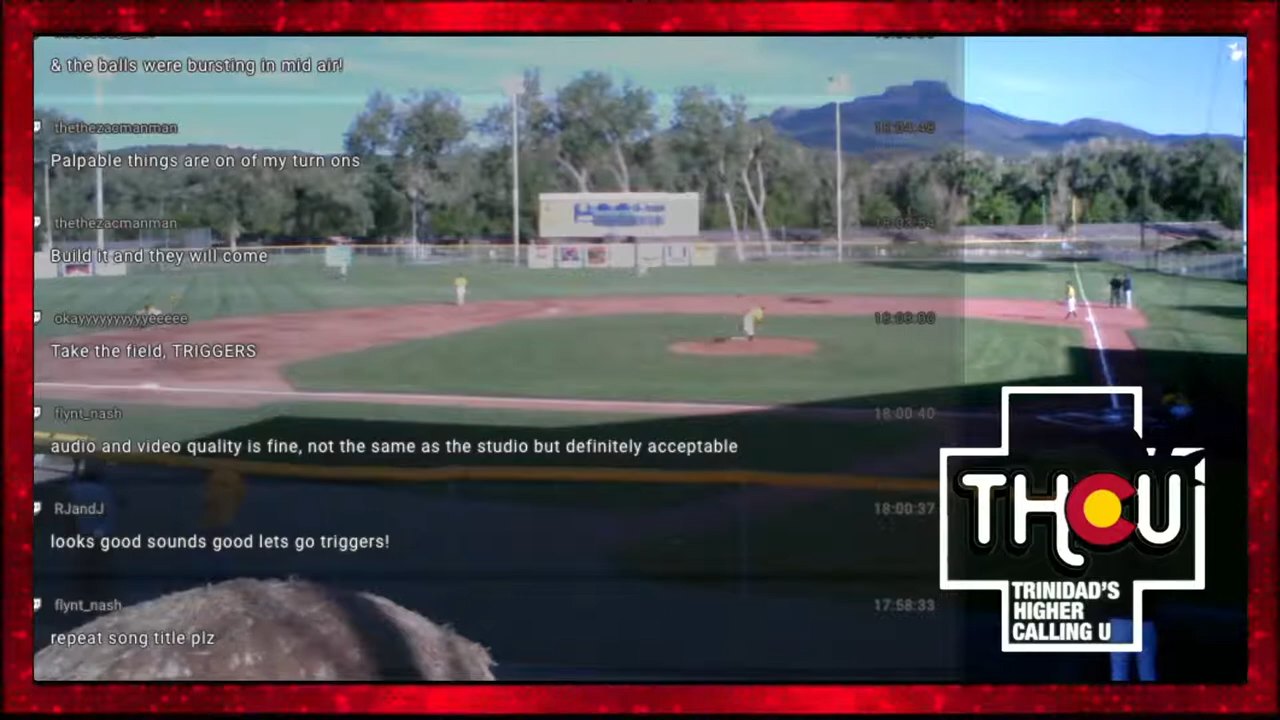 & the balls were bursting in mid air!
thethezacmanman
Palpable things are on of my turn ons
thethezacmanman
Build it and they will come
okayyyyyyyyyeeeee
Take the field, TRIGGERS
flynt_nash 18:00:40
audio and video quality is fine, not the same as the studio but definitely acceptable
RJandJ 18:00:37
looks good sounds good lets go triggers!
flynt_nash 17:58:33
repeat song title plz
THCU
TRINIDAD'S
HIGHER
CALLING U